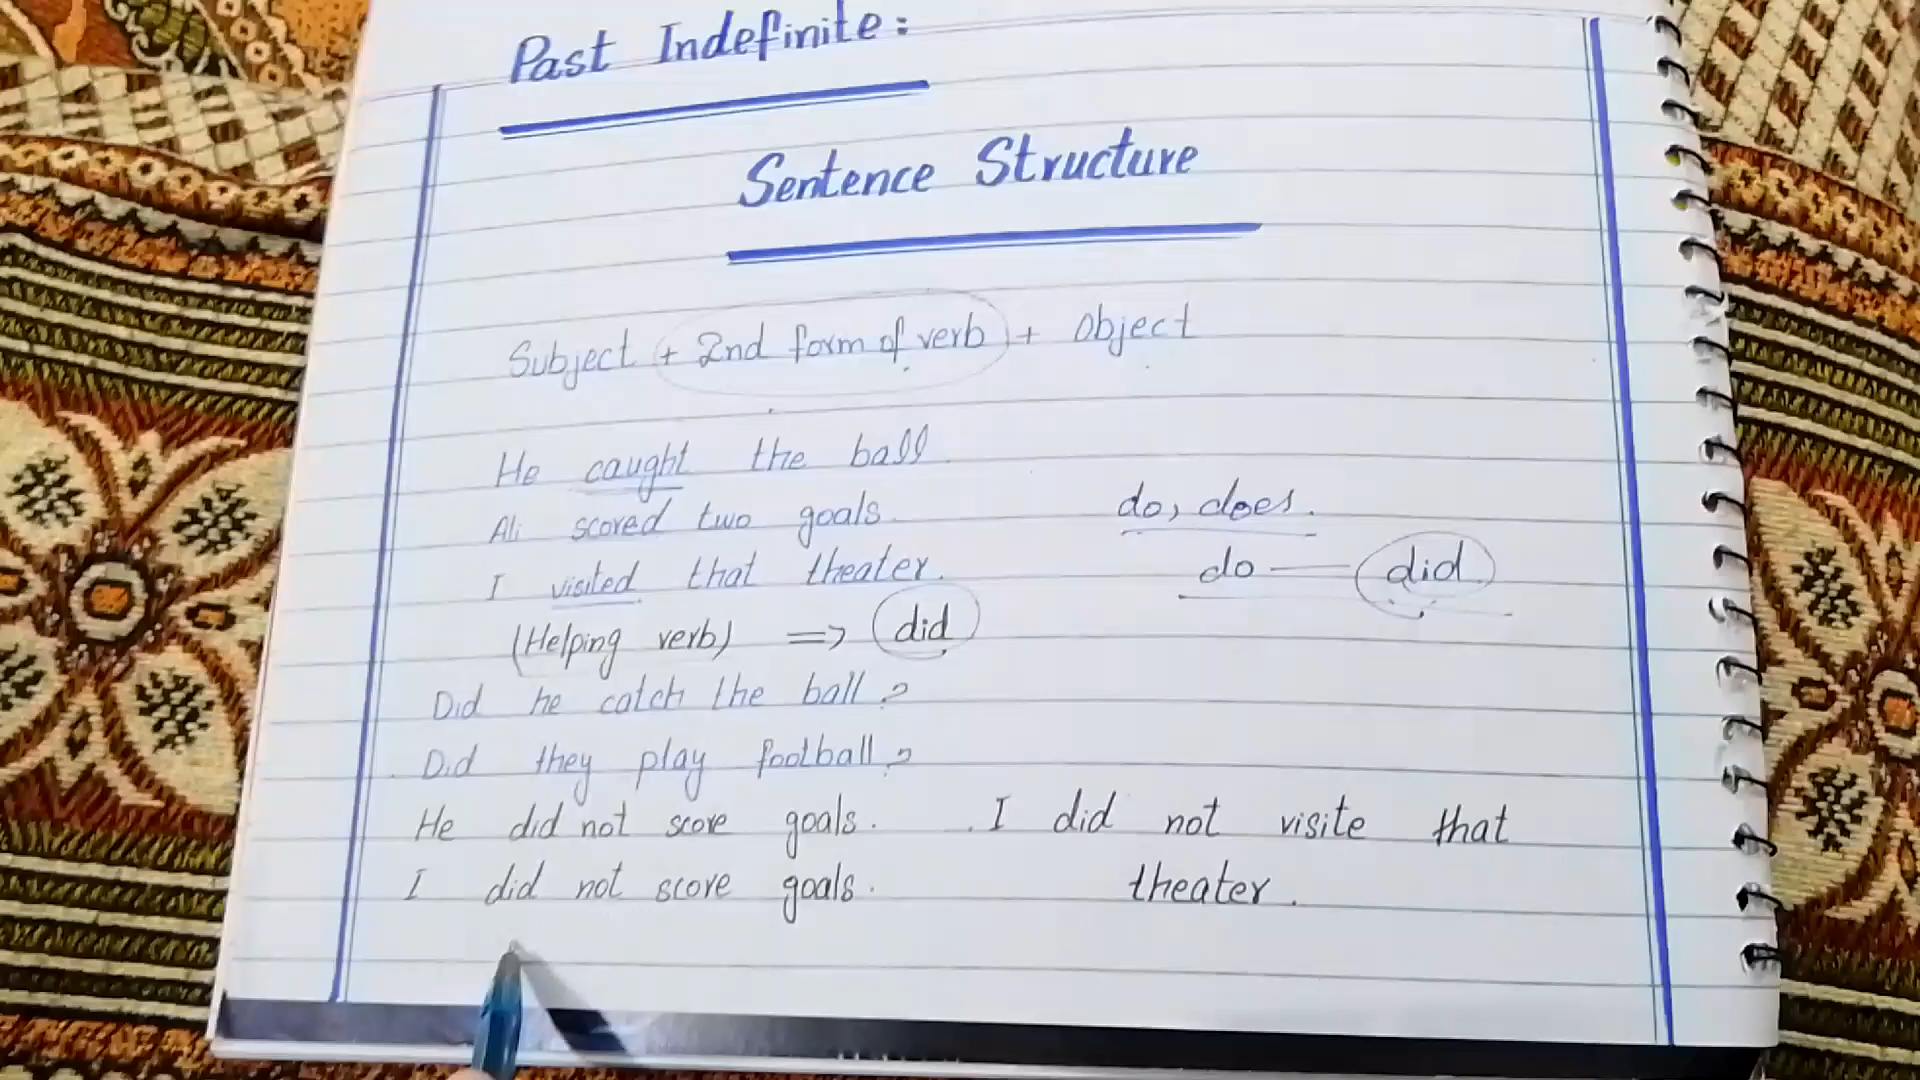 Past Indefinite:
Sentence Structure
Subject + 2nd form of verb + Object
He caught the ball
Ali scored two goals.
do, does.
I visited that theater.
do — did
(Helping verb) => did
Did he catch the ball?
Did they play football?
He did not score goals.
I did not score goals.
I did not visite that
theater.